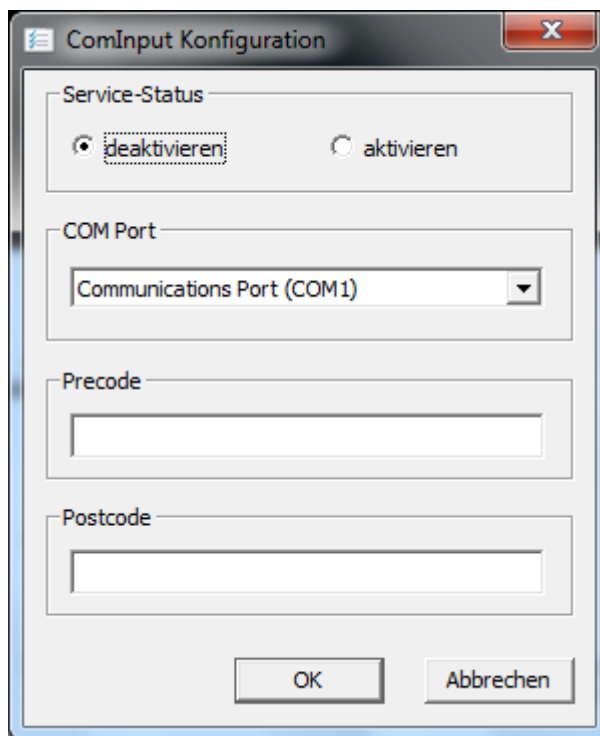 ComInput Konfiguration
Service-Status
deaktivieren aktivieren
COM Port
Communications Port (COM1)
Precode
Postcode
OK Abbrechen